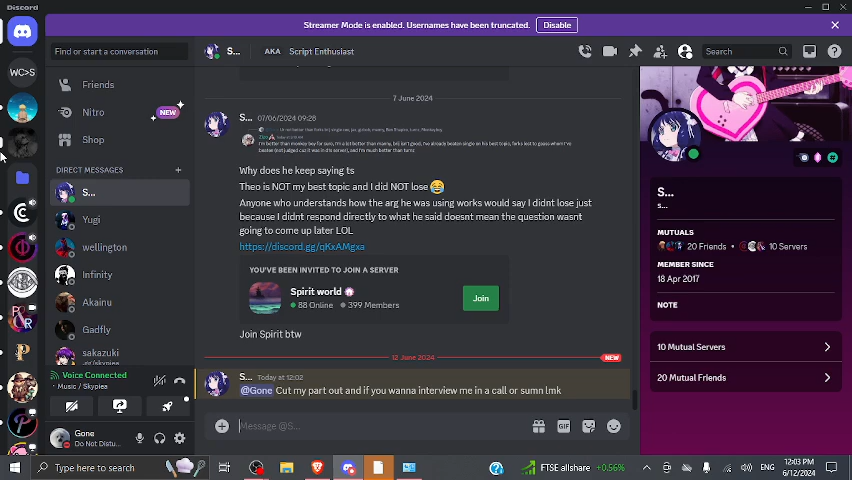 Discord
Streamer Mode is enabled. Usernames have been truncated.
Disable
Find or start a conversation
S...
AKA
Script Enthusiast
Search
WC>S
Friends
Nitro
NEW
Shop
DIRECT MESSAGES
S...
Yugi
wellington
Infinity
Akainu
Gadfly
sakazuki
Voice Connected
Music / Skypiea
Gone
Do Not Distu...
7 June 2024
S... 07/06/2024 09:28
Why does he keep saying ts
Theo is NOT my best topic and I did NOT lose 😂
Anyone who understands how the arg he was using works would say I didnt lose just
because I didnt respond directly to what he said doesnt mean the question wasnt
going to come up later LOL
https://discord.gg/qKxAMgxa
YOU'VE BEEN INVITED TO JOIN A SERVER
Spirit world
88 Online
399 Members
Join
Join Spirit btw
12 June 2024
NEW
S... Today at 12:02
@Gone Cut my part out and if you wanna interview me in a call or sumn lmk
Message @S...
GIF
S...
s...
MUTUALS
20 Friends • 10 Servers
MEMBER SINCE
18 Apr 2017
NOTE
10 Mutual Servers
20 Mutual Friends
Type here to search
FTSE allshare +0.56%
ENG
12:03 PM
6/12/2024